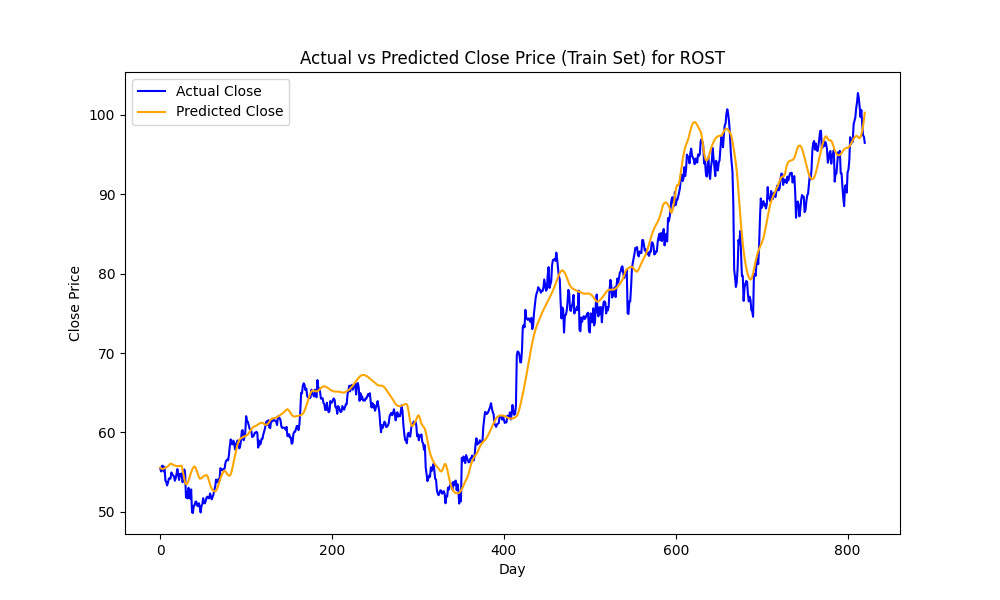 Actual vs Predicted Close Price (Train Set) for ROST
Actual Close
Predicted Close
Close Price
100
90
80
70
60
50
0 200 400 600 800
Day